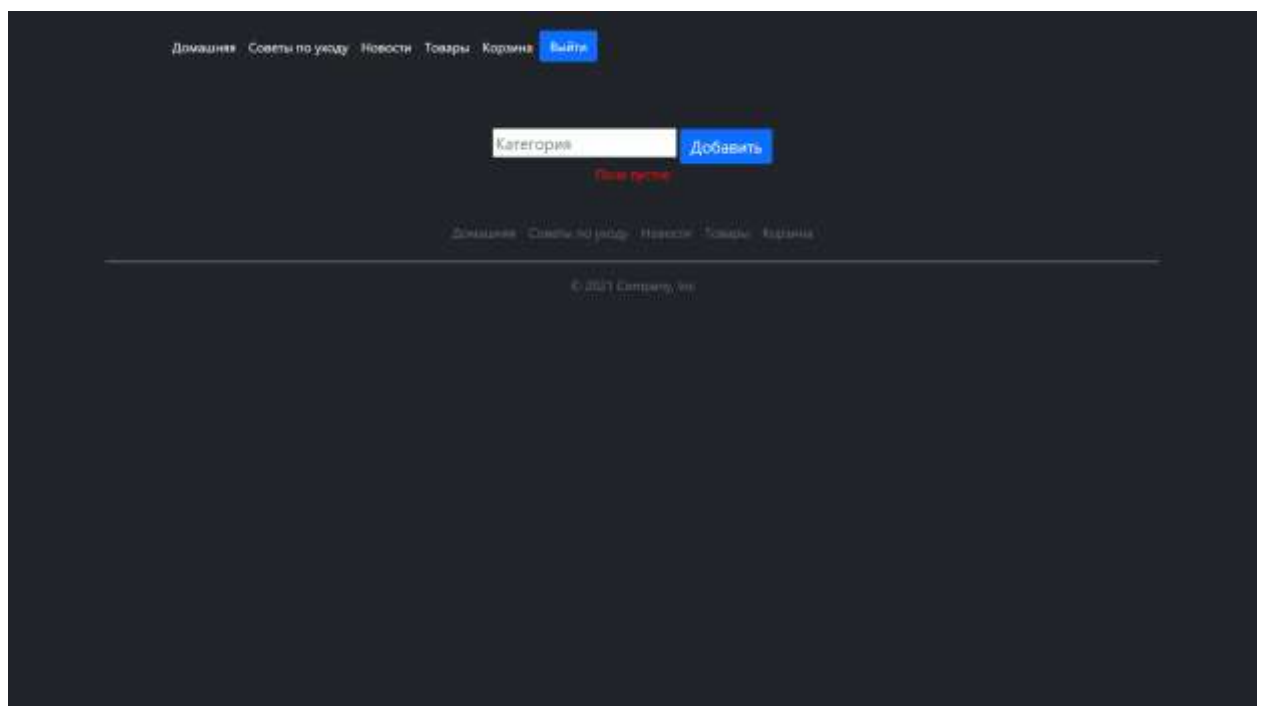 Домашняя Советы по уходу Новости Товары Корзина Выйти
Категория Добавить
Поле пустое
Домашняя Советы по уходу Новости Товары Корзина
© 2021 Company, Inc